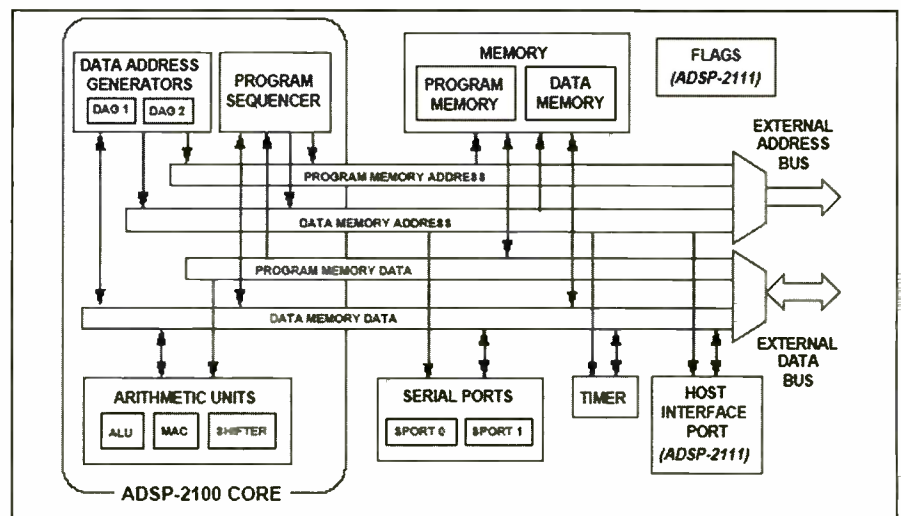 DATA ADDRESS
GENERATORS
DAG 1
DAG 2
PROGRAM
SEQUENCER
MEMORY
PROGRAM
MEMORY
DATA
MEMORY
FLAGS
(ADSP-2111)
EXTERNAL
ADDRESS
BUS
PROGRAM MEMORY ADDRESS
DATA MEMORY ADDRESS
PROGRAM MEMORY DATA
DATA MEMORY DATA
EXTERNAL
DATA
BUS
ARITHMETIC UNITS
ALU
MAC
SHIFTER
SERIAL PORTS
SPORT 0
SPORT 1
TIMER
HOST
INTERFACE
PORT
(ADSP-2111)
ADSP-2100 CORE